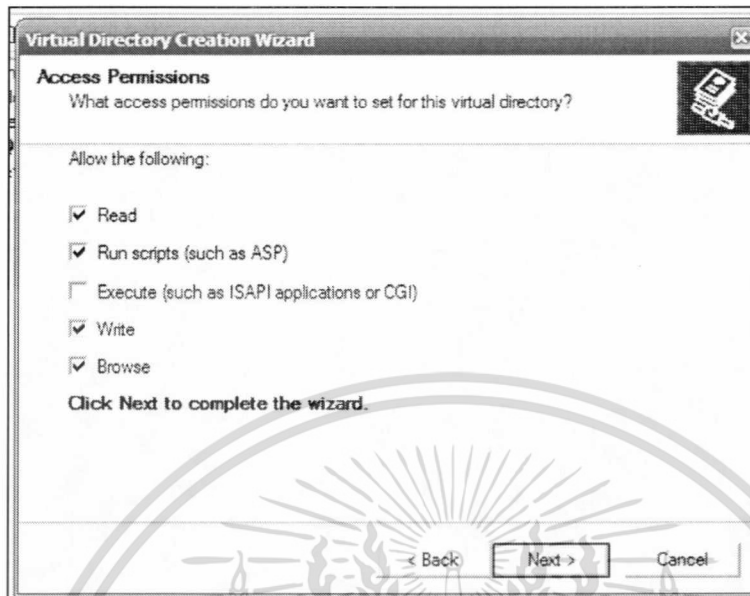 Virtual Directory Creation Wizard
Access Permissions
What access permissions do you want to set for this virtual directory?
Allow the following:
Read
Run scripts (such as ASP)
Execute (such as ISAPI applications or CGI)
Write
Browse
Click Next to complete the wizard.
< Back Next > Cancel